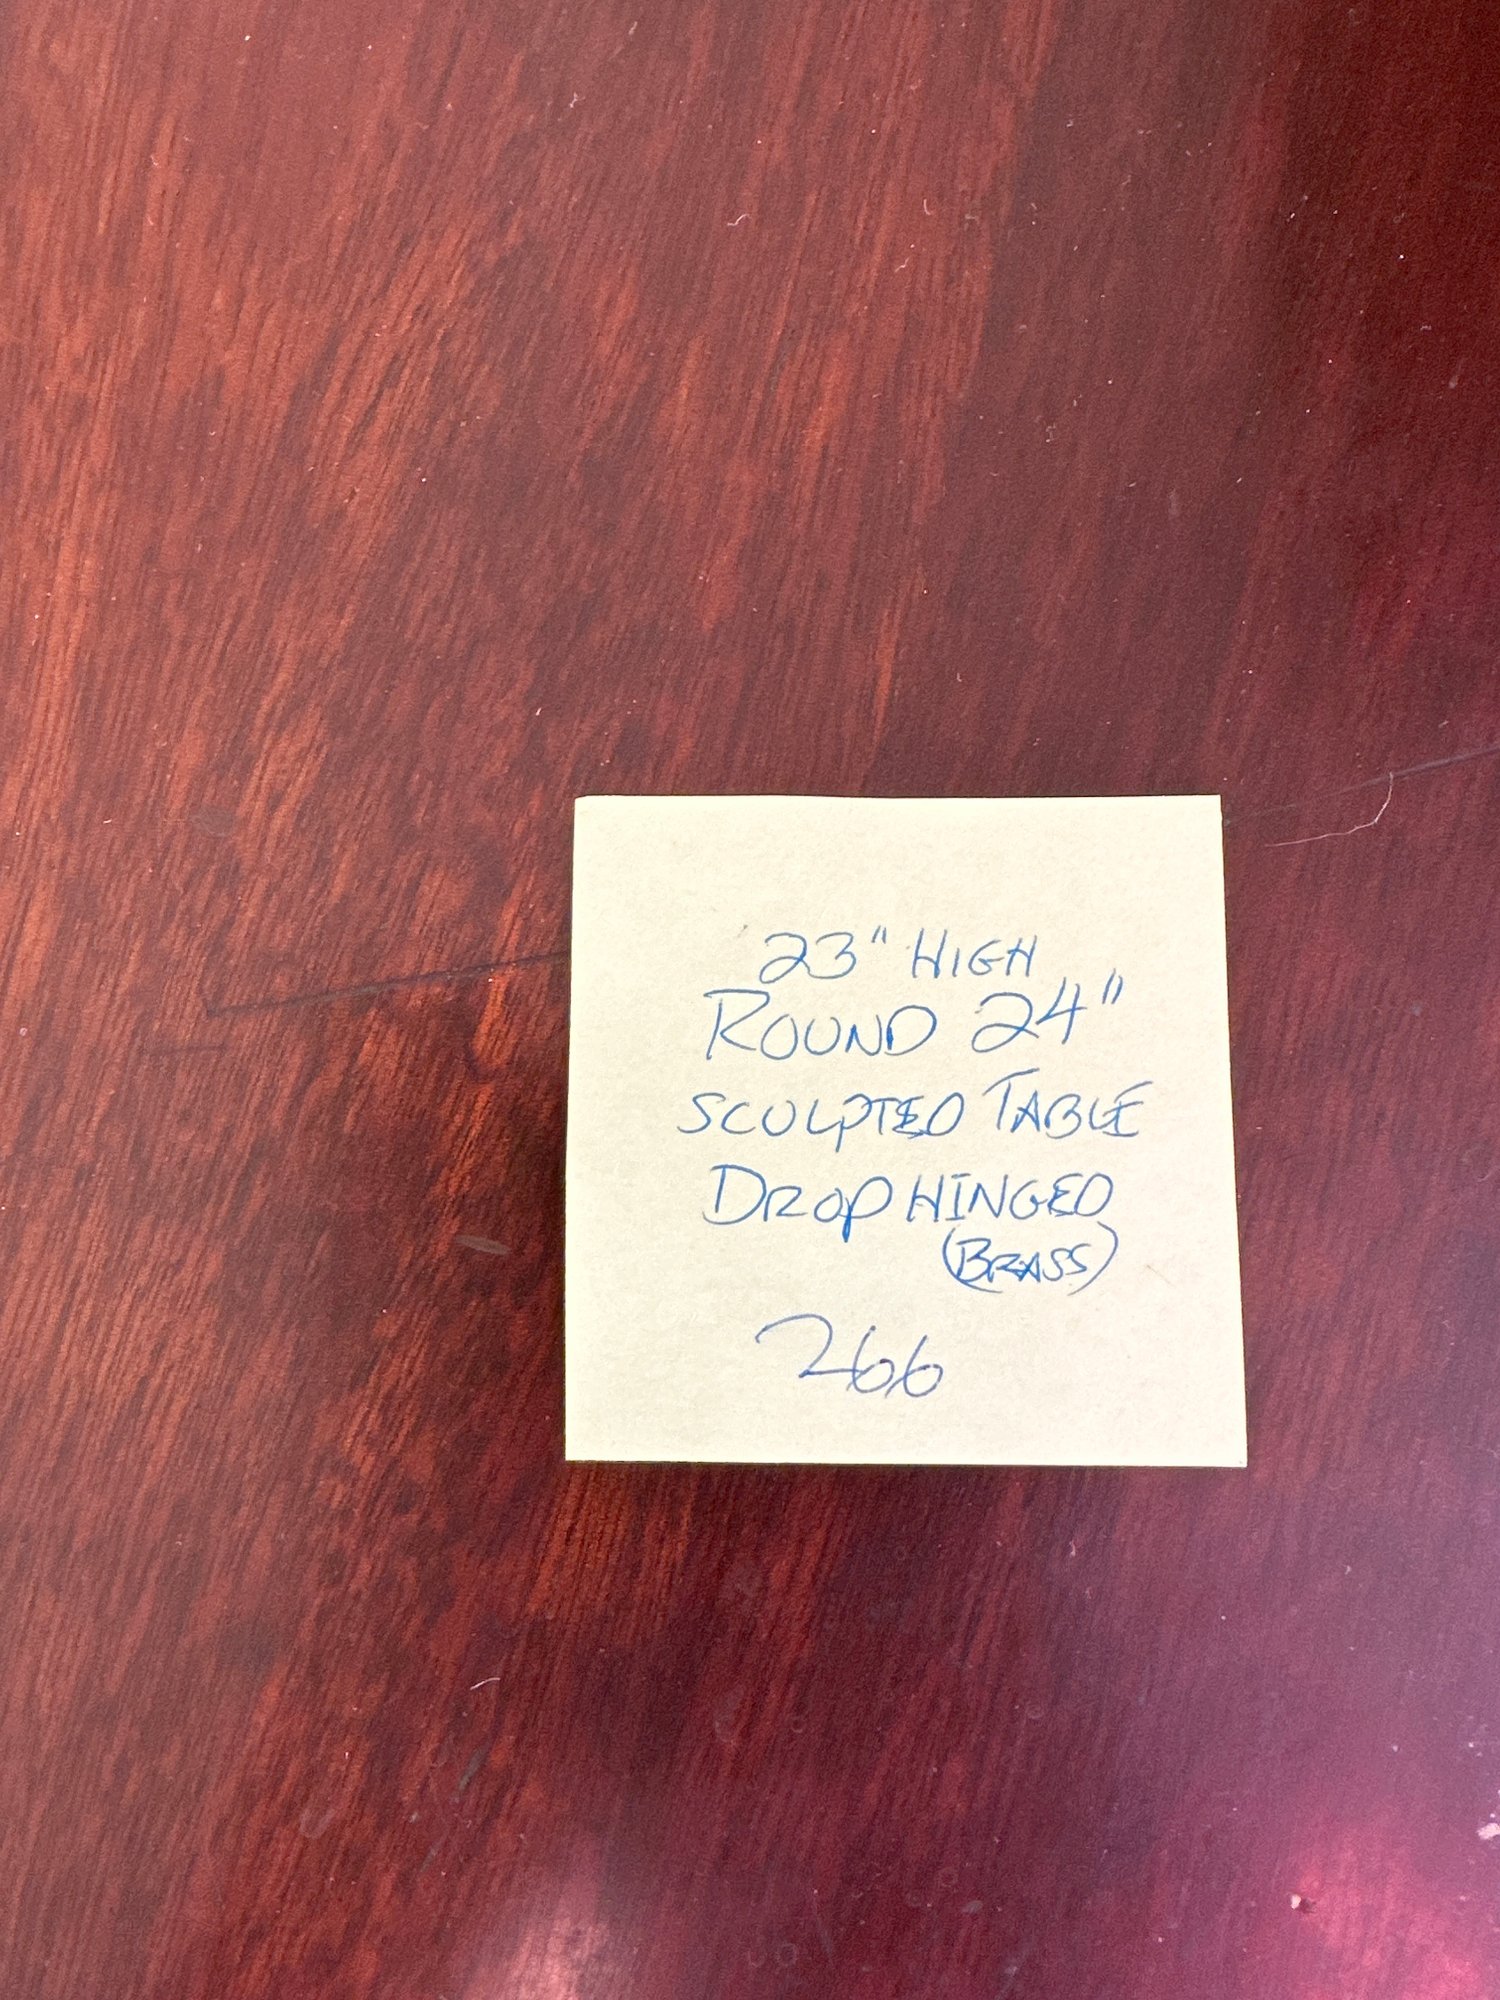 23" HIGH
ROUND 24"
SCULPTED TABLE
DROP HINGED
(BRASS)
266